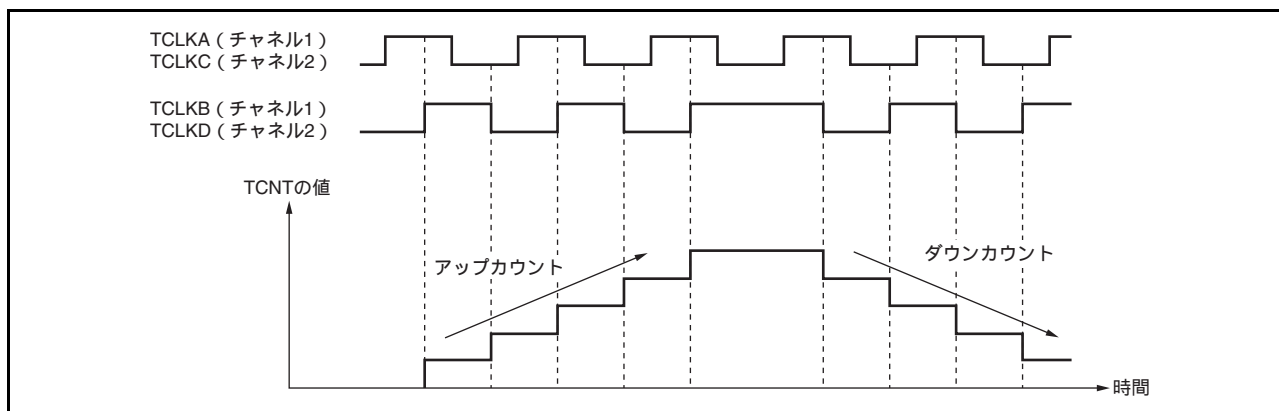 TCLKA（チャネル1）
TCLKC（チャネル2）
TCLKB（チャネル1）
TCLKD（チャネル2）
TCNTの値
アップカウント
ダウンカウント
時間